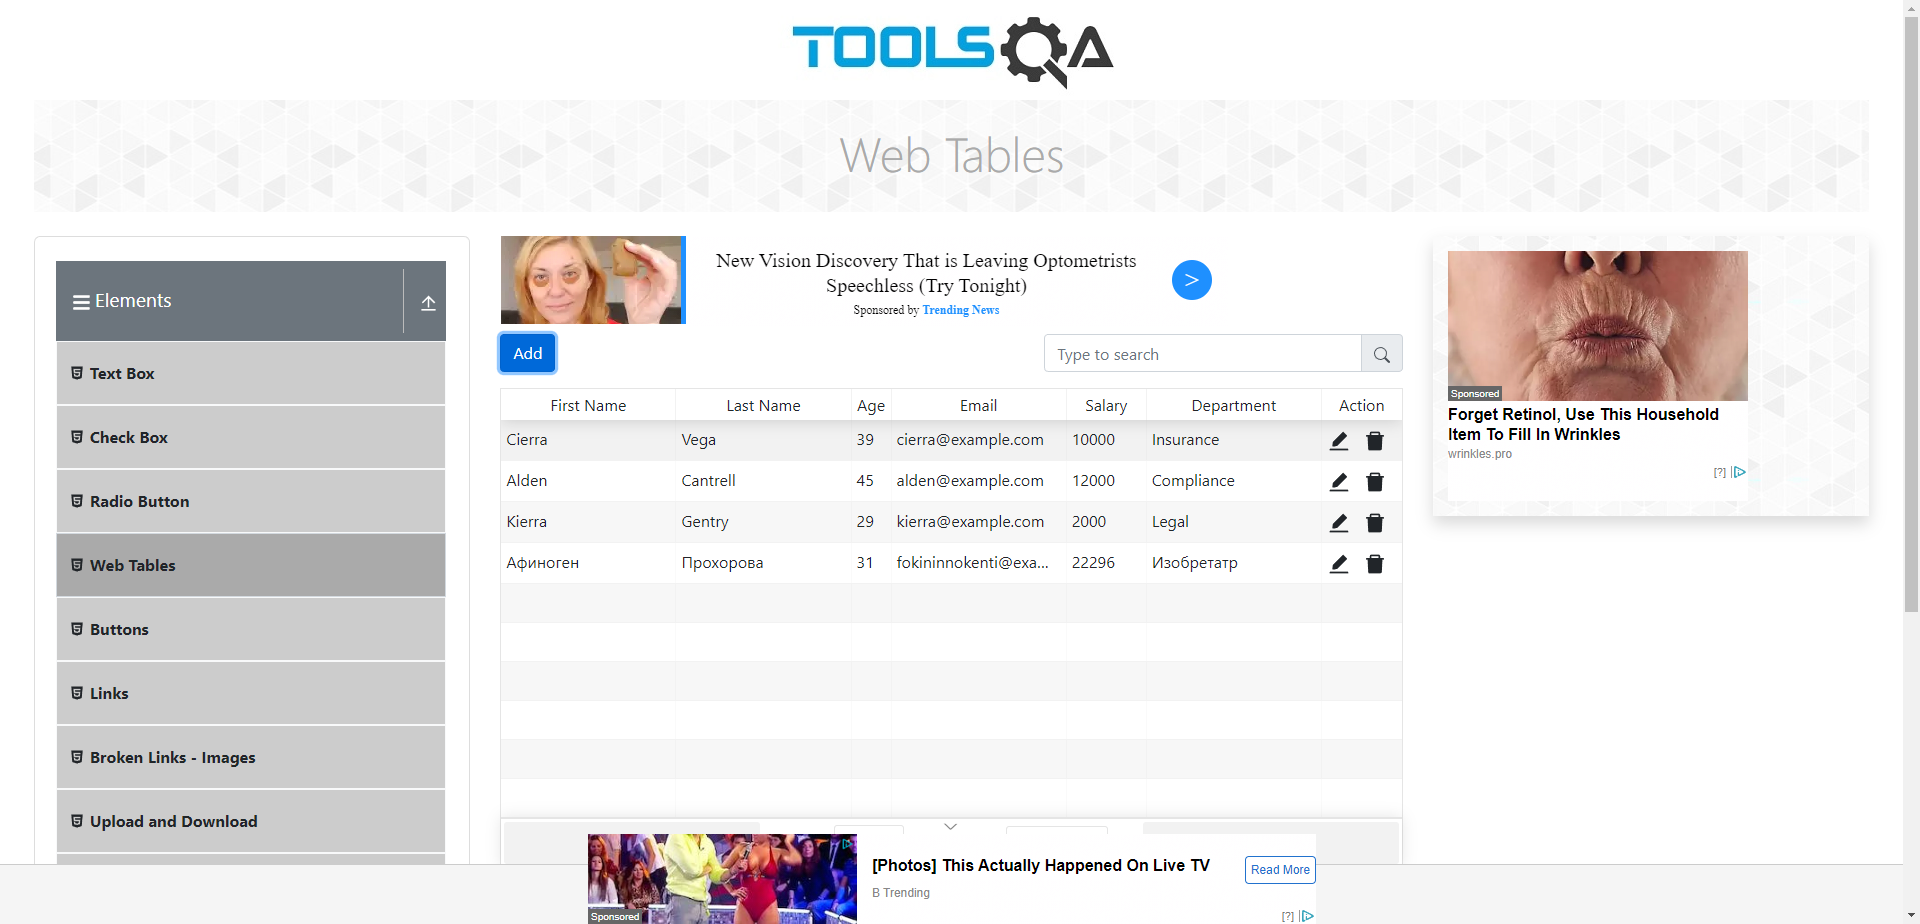 TOOLSQA
Web Tables
Elements
Text Box
Check Box
Radio Button
Web Tables
Buttons
Links
Broken Links - Images
Upload and Download
New Vision Discovery That is Leaving Optometrists
Speechless (Try Tonight)
Sponsored by Trending News
>
Add
Type to search
First Name Last Name Age Email Salary Department Action
Cierra Vega 39 cierra@example.com 10000 Insurance
Alden Cantrell 45 alden@example.com 12000 Compliance
Kierra Gentry 29 kierra@example.com 2000 Legal
Афиноген Прохорова 31 fokininnokenti@exa... 22296 Изобретатр
Sponsored
Forget Retinol, Use This Household
Item To Fill In Wrinkles
wrinkles.pro
[?]
[Photos] This Actually Happened On Live TV
B Trending
Read More
Sponsored
[?]